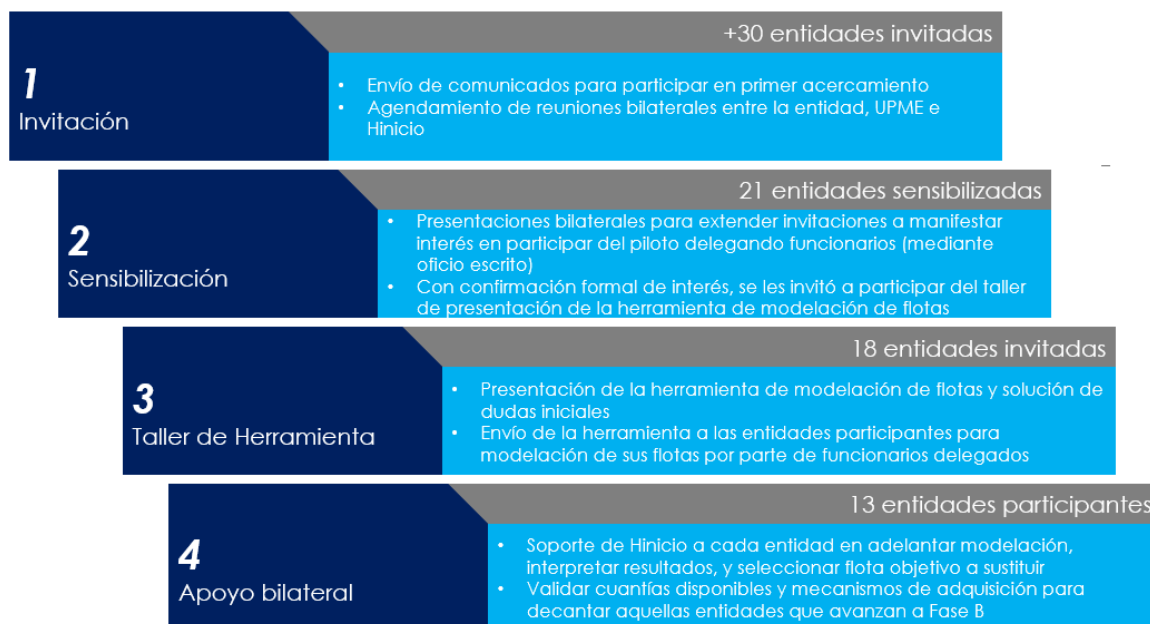 +30 entidades invitadas
1
Invitación
• Envío de comunicados para participar en primer acercamiento
• Agendamiento de reuniones bilaterales entre la entidad, UPME e
Hinicio
21 entidades sensibilizadas
2
Sensibilización
• Presentaciones bilaterales para extender invitaciones a manifestar
interés en participar del piloto delegando funcionarios (mediante
oficio escrito)
• Con confirmación formal de interés, se les invitó a participar del taller
de presentación de la herramienta de modelación de flotas
18 entidades invitadas
3
Taller de Herramienta
• Presentación de la herramienta de modelación de flotas y solución de
dudas iniciales
• Envío de la herramienta a las entidades participantes para
modelación de sus flotas por parte de funcionarios delegados
13 entidades participantes
4
Apoyo bilateral
• Soporte de Hinicio a cada entidad en adelantar modelación,
interpretar resultados, y seleccionar flota objetivo a sustituir
• Validar cuantías disponibles y mecanismos de adquisición para
decantar aquellas entidades que avanzan a Fase B